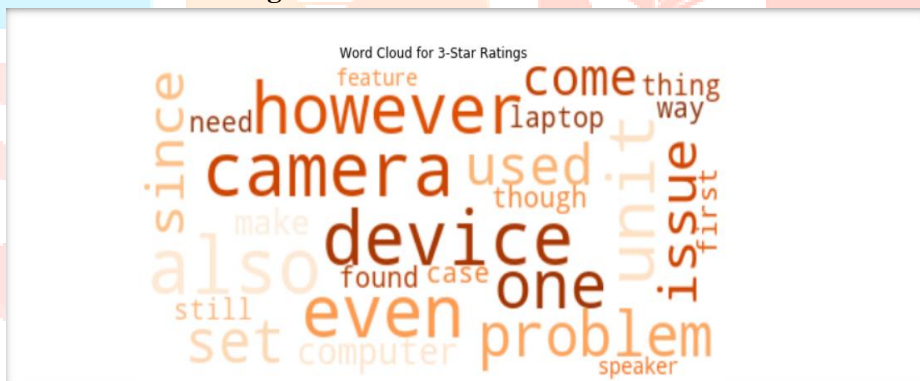 Word Cloud for 3-Star Ratings
since
feature
come
thing
need
however
laptop
way
camera
used
though
unit
issue
first
make
device
also
found
case
one
still
even
set
computer
problem
speaker